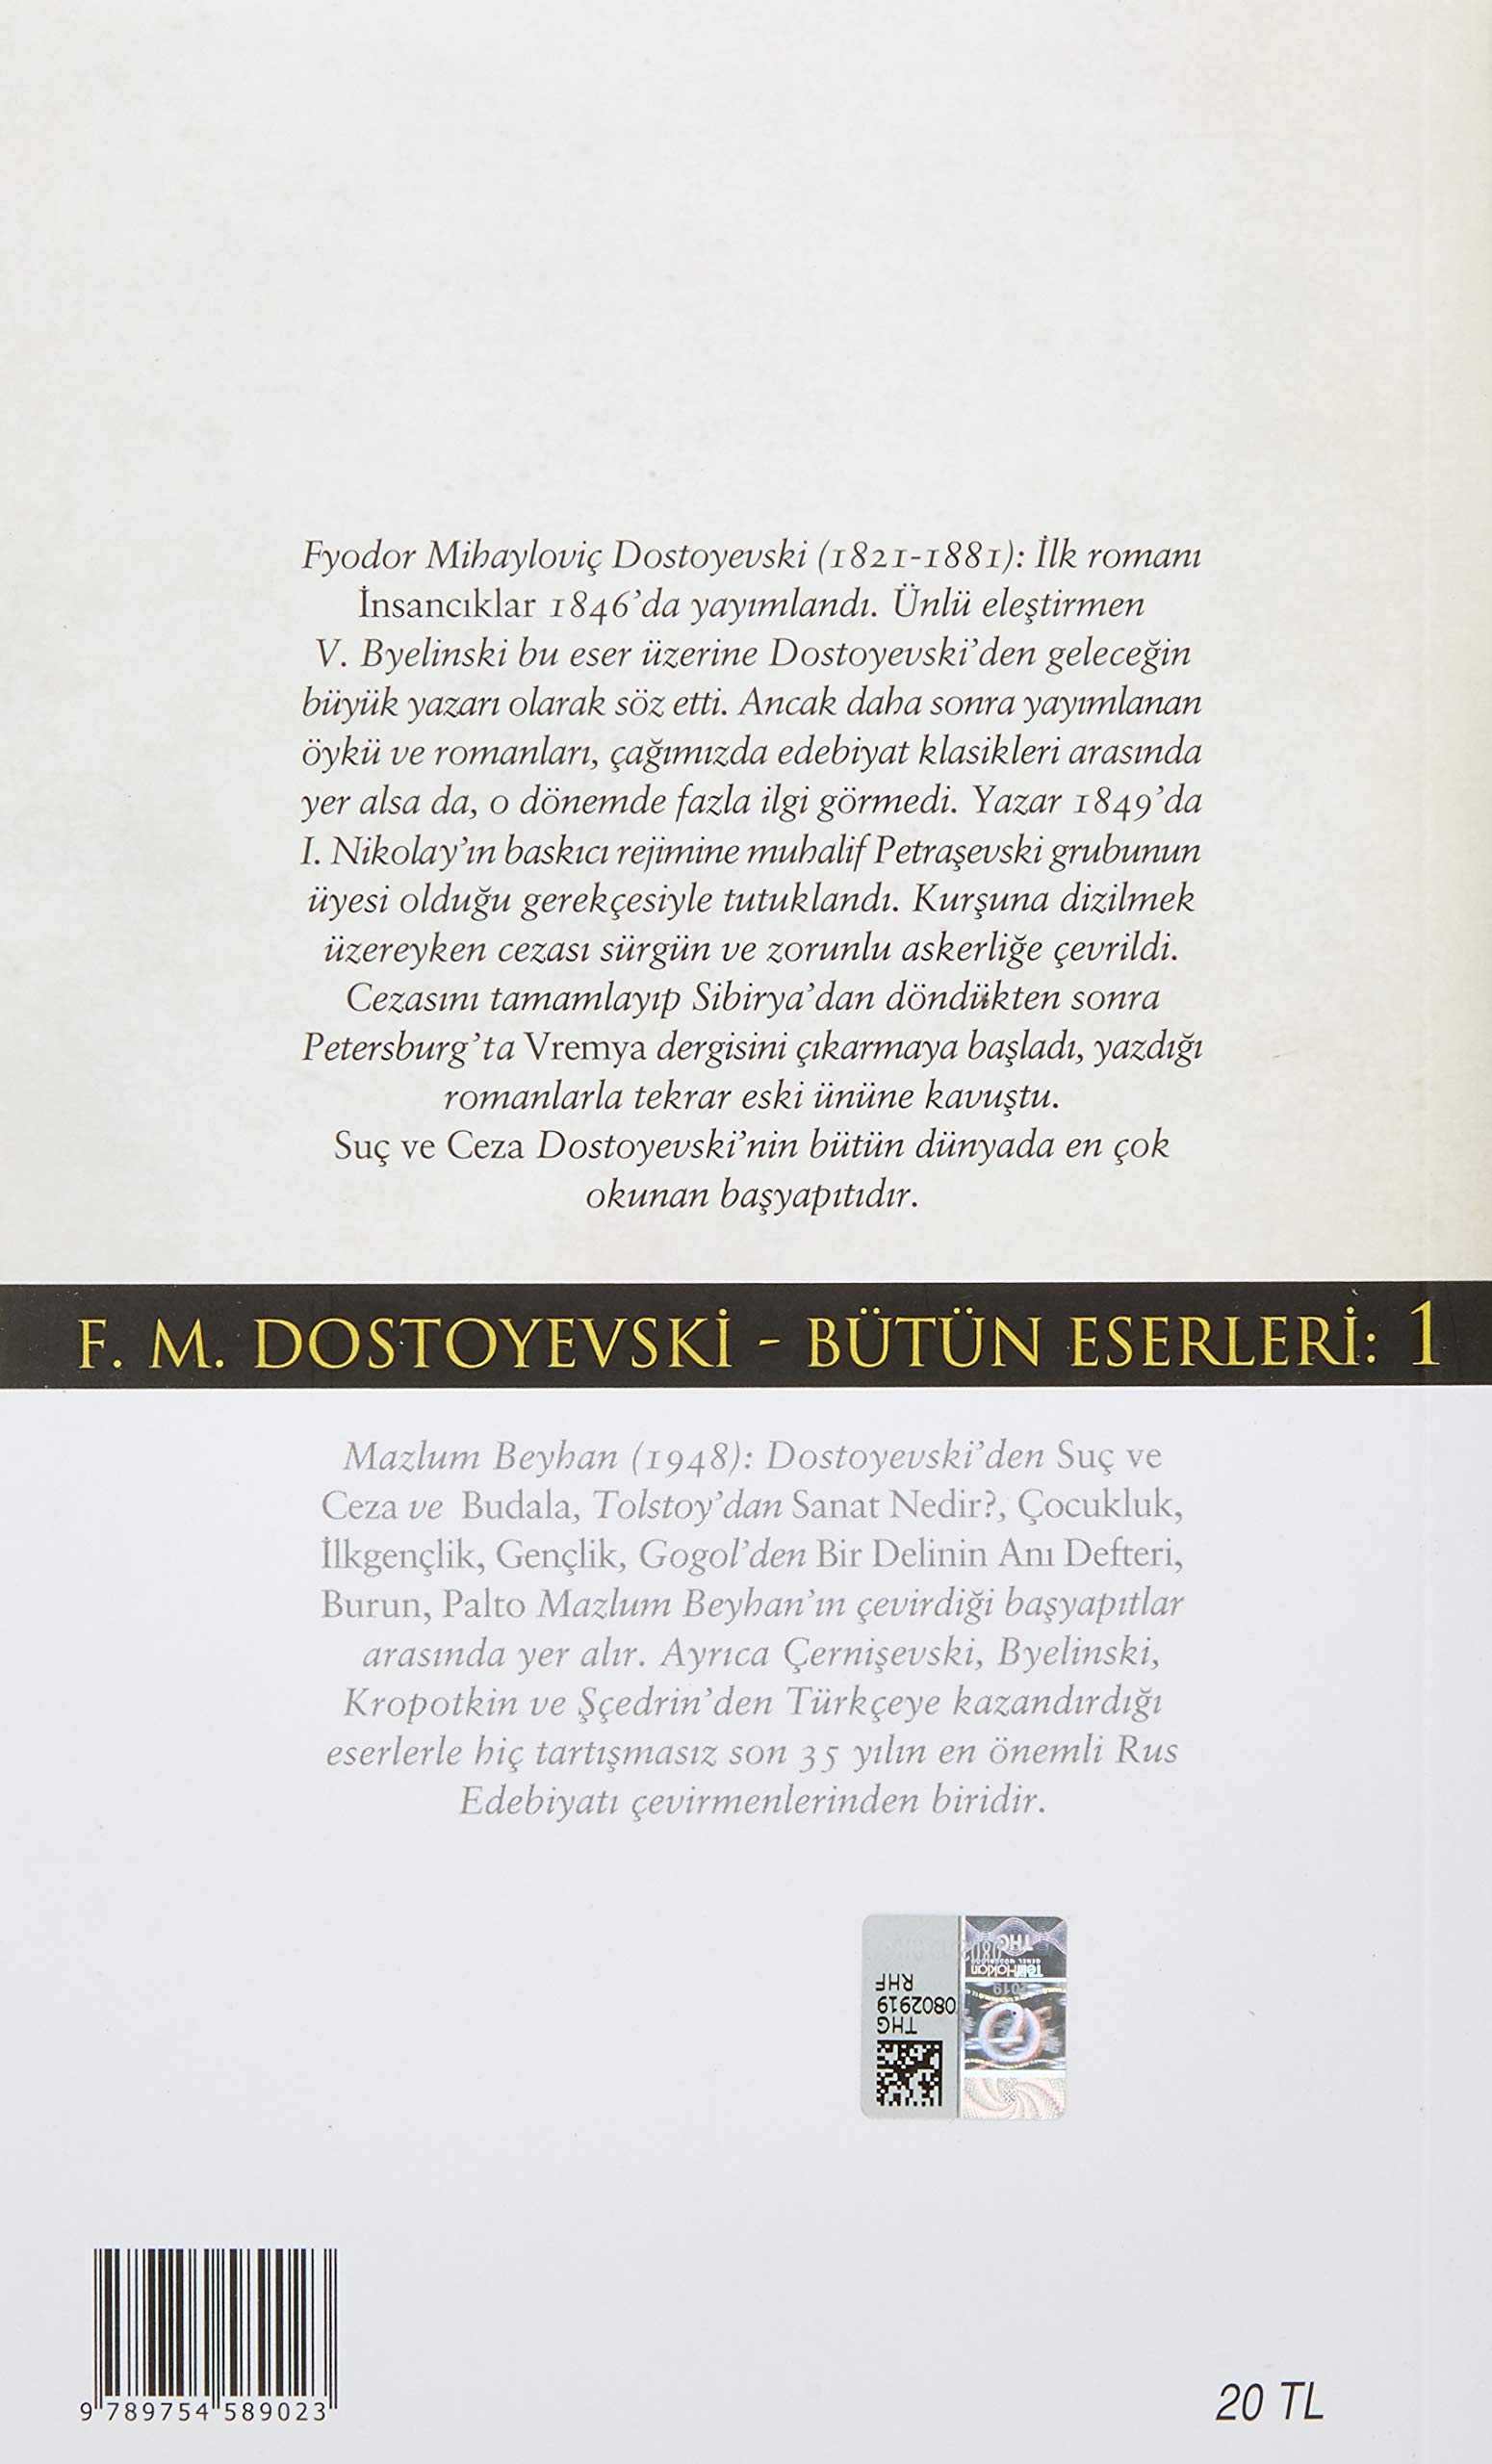 Fyodor Mihayloviç Dostoyevski (1821-1881): İlk romanı
İnsancıklar 1846’da yayımlandı. Ünlü eleştirmen
V. Byelinski bu eser üzerine Dostoyevski’den geleceğin
büyük yazarı olarak söz etti. Ancak daha sonra yayımlanan
öykü ve romanları, çağımızda edebiyat klasikleri arasında
yer alsa da, o dönemde fazla ilgi görmedi. Yazar 1849’da
I. Nikolay’ın baskıcı rejimine muhalif Petraşevski grubunun
üyesi olduğu gerekçesiyle tutuklandı. Kurşuna dizilmek
üzereyken cezası sürgün ve zorunlu askerliğe çevrildi.
Cezasını tamamlayıp Sibirya’dan döndükten sonra
Petersburg’ta Vremya dergisini çıkarmaya başladı, yazdığı
romanlarla tekrar eski ününe kavuştu.
Suç ve Ceza Dostoyevski’nin bütün dünyada en çok
okunan başyapıtıdır.
F. M. DOSTOYEVSKİ - BÜTÜN ESERLERİ: 1
Mazlum Beyhan (1948): Dostoyevski’den Suç ve
Ceza ve Budala, Tolstoy’dan Sanat Nedir?, Çocukluk,
İlkgençlik, Gençlik, Gogol’den Bir Delinin Anı Defteri,
Burun, Palto Mazlum Beyhan’ın çevirdiği başyapıtlar
arasında yer alır. Ayrıca Çernişevski, Byelinski,
Kropotkin ve Şçedrin’den Türkçeye kazandırdığı
eserlerle hiç tartışmasız son 35 yılın en önemli Rus
Edebiyatı çevirmenlerinden biridir.
THG
0802919
RHF
THG
TelifHakları
2019
9 789754 589023
20 TL